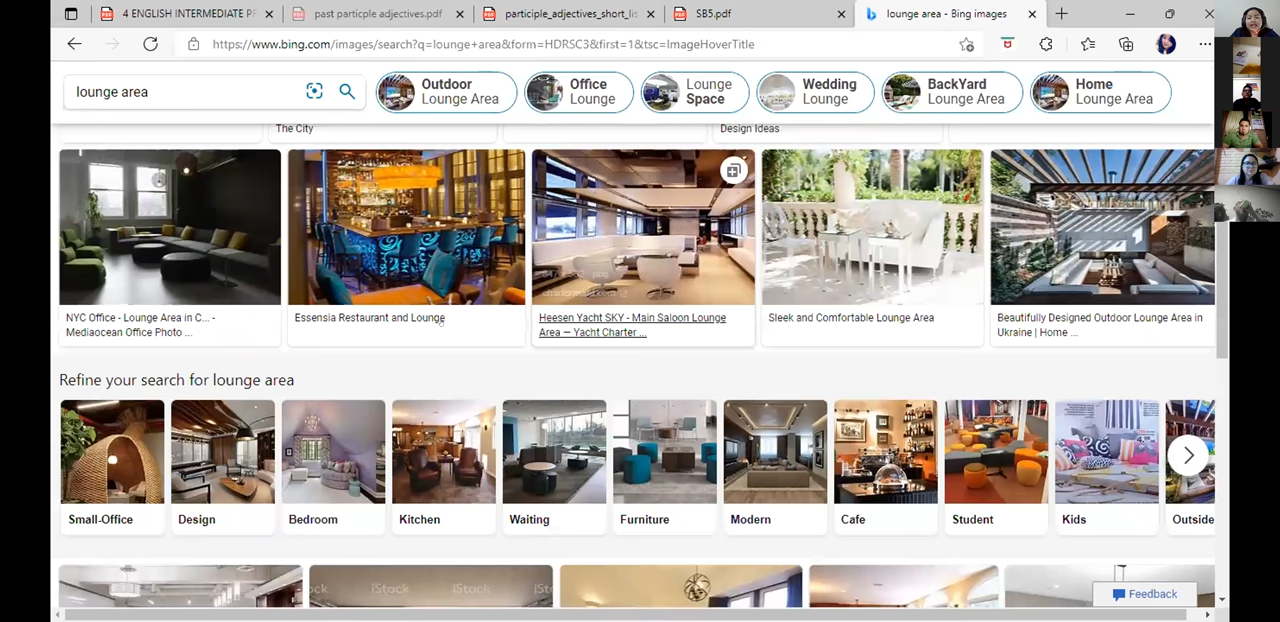 4 ENGLISH INTERMEDIATE PF
past particple adjectives.pdf
participle_adjectives_short_lis
SB5.pdf
lounge area - Bing images
https://www.bing.com/images/search?q=lounge+area&form=HDRSC3&first=1&tsc=ImageHoverTitle
lounge area
Outdoor
Lounge Area
Office
Lounge
Lounge
Space
Wedding
Lounge
BackYard
Lounge Area
Home
Lounge Area
The City
Design Ideas
NYC Office - Lounge Area in C... -
Mediaocean Office Photo ...
Essensia Restaurant and Lounge
Heesen Yacht SKY - Main Saloon Lounge
Area — Yacht Charter ...
Sleek and Comfortable Lounge Area
Beautifully Designed Outdoor Lounge Area in
Ukraine | Home ...
Refine your search for lounge area
Small-Office
Design
Bedroom
Kitchen
Waiting
Furniture
Modern
Cafe
Student
Kids
Outside
iStock
iStock
Feedback